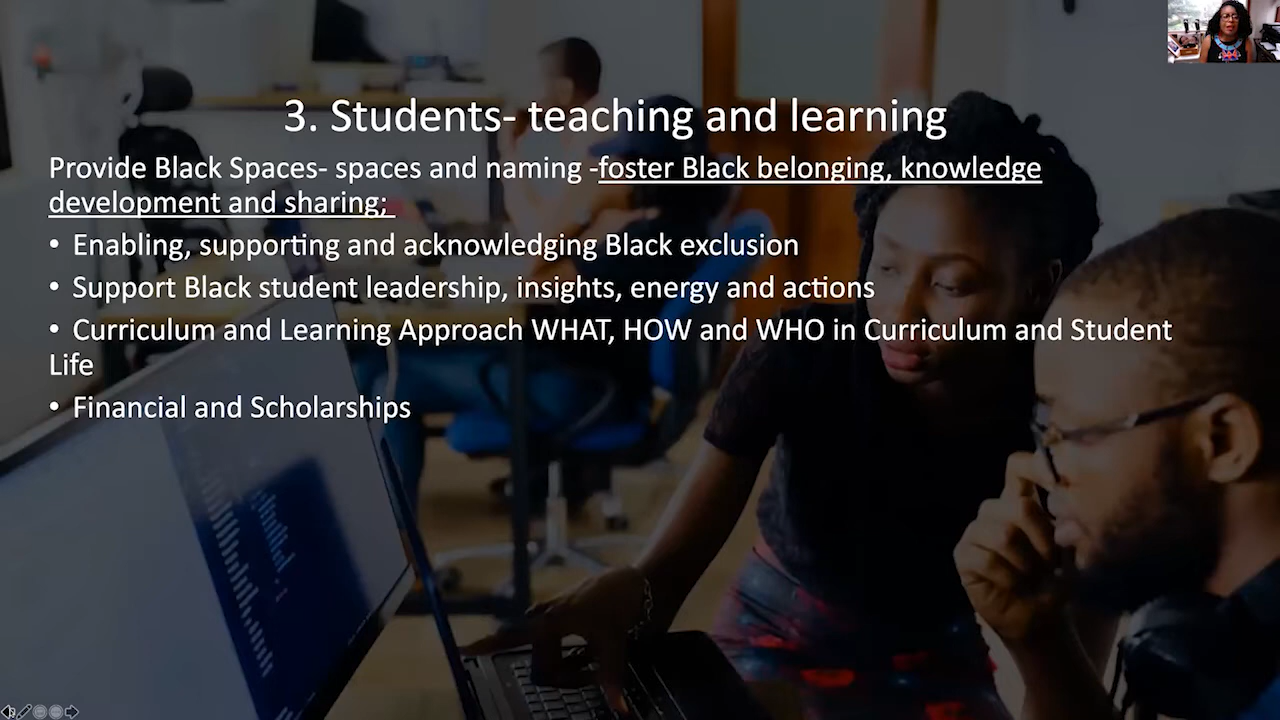 3. Students- teaching and learning
Provide Black Spaces- spaces and naming -foster Black belonging, knowledge
development and sharing;
• Enabling, supporting and acknowledging Black exclusion
• Support Black student leadership, insights, energy and actions
• Curriculum and Learning Approach WHAT, HOW and WHO in Curriculum and Student
Life
• Financial and Scholarships